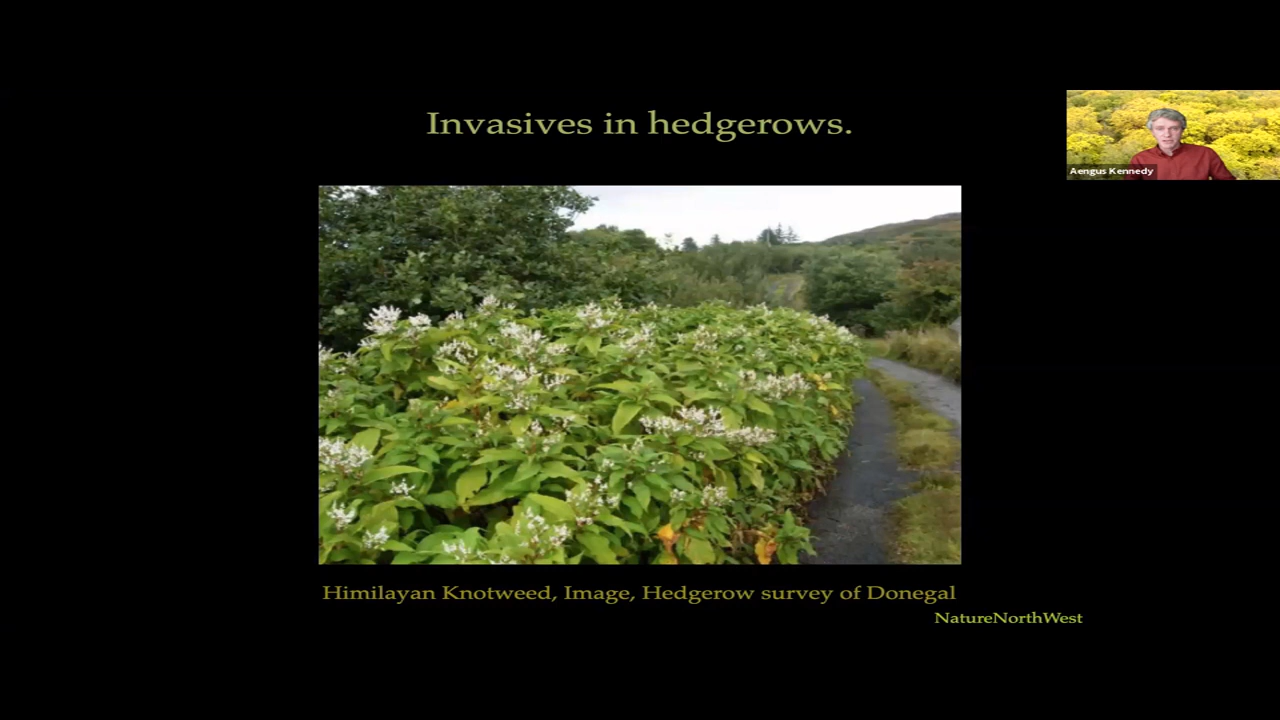 Invasives in hedgerows.
Aengus Kennedy
Himilayan Knotweed, Image, Hedgerow survey of Donegal
NatureNorthWest